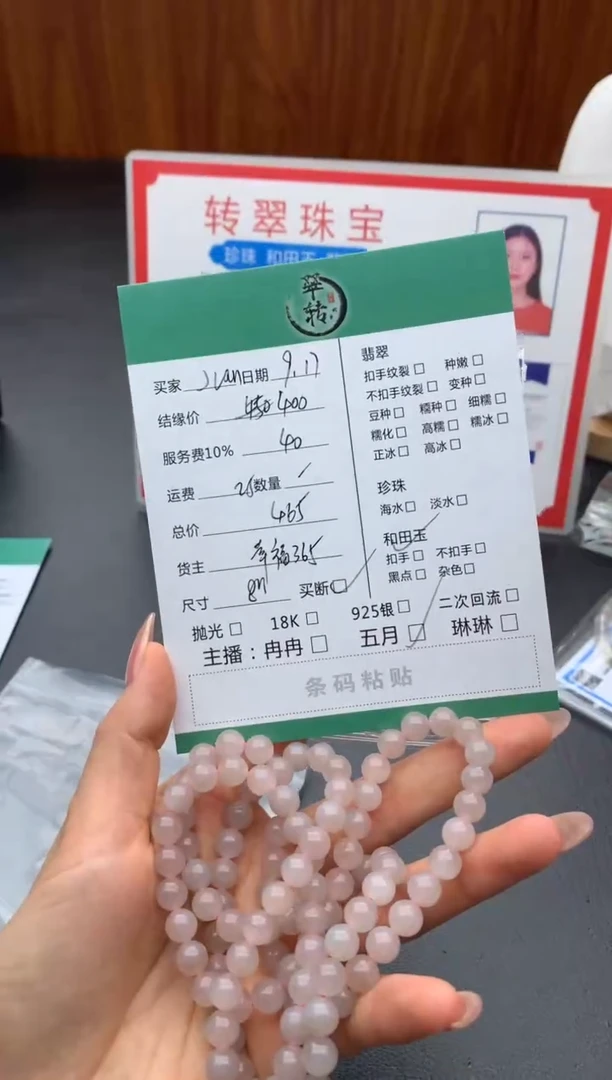 转翠珠宝
珍珠 和田玉
翠转
买家 Juan 日期 9.17
结缘价 400
服务费10% 40
运费 25 数量
总价 465
货主 幸福365
尺寸 8m 买断□
抛光□ 18K□ 925银□ 二次回流□
主播：冉冉□ 五月□ 琳琳□
条码粘贴
翡翠
扣手纹裂□ 种嫩□
不扣手纹裂□ 变种□
豆种□ 糯种□ 细糯□
糯化□ 高糯□ 糯冰□
正冰□ 高冰□
珍珠
海水□ 淡水□
和田玉
扣手□ 不扣手□
黑点□ 杂色□